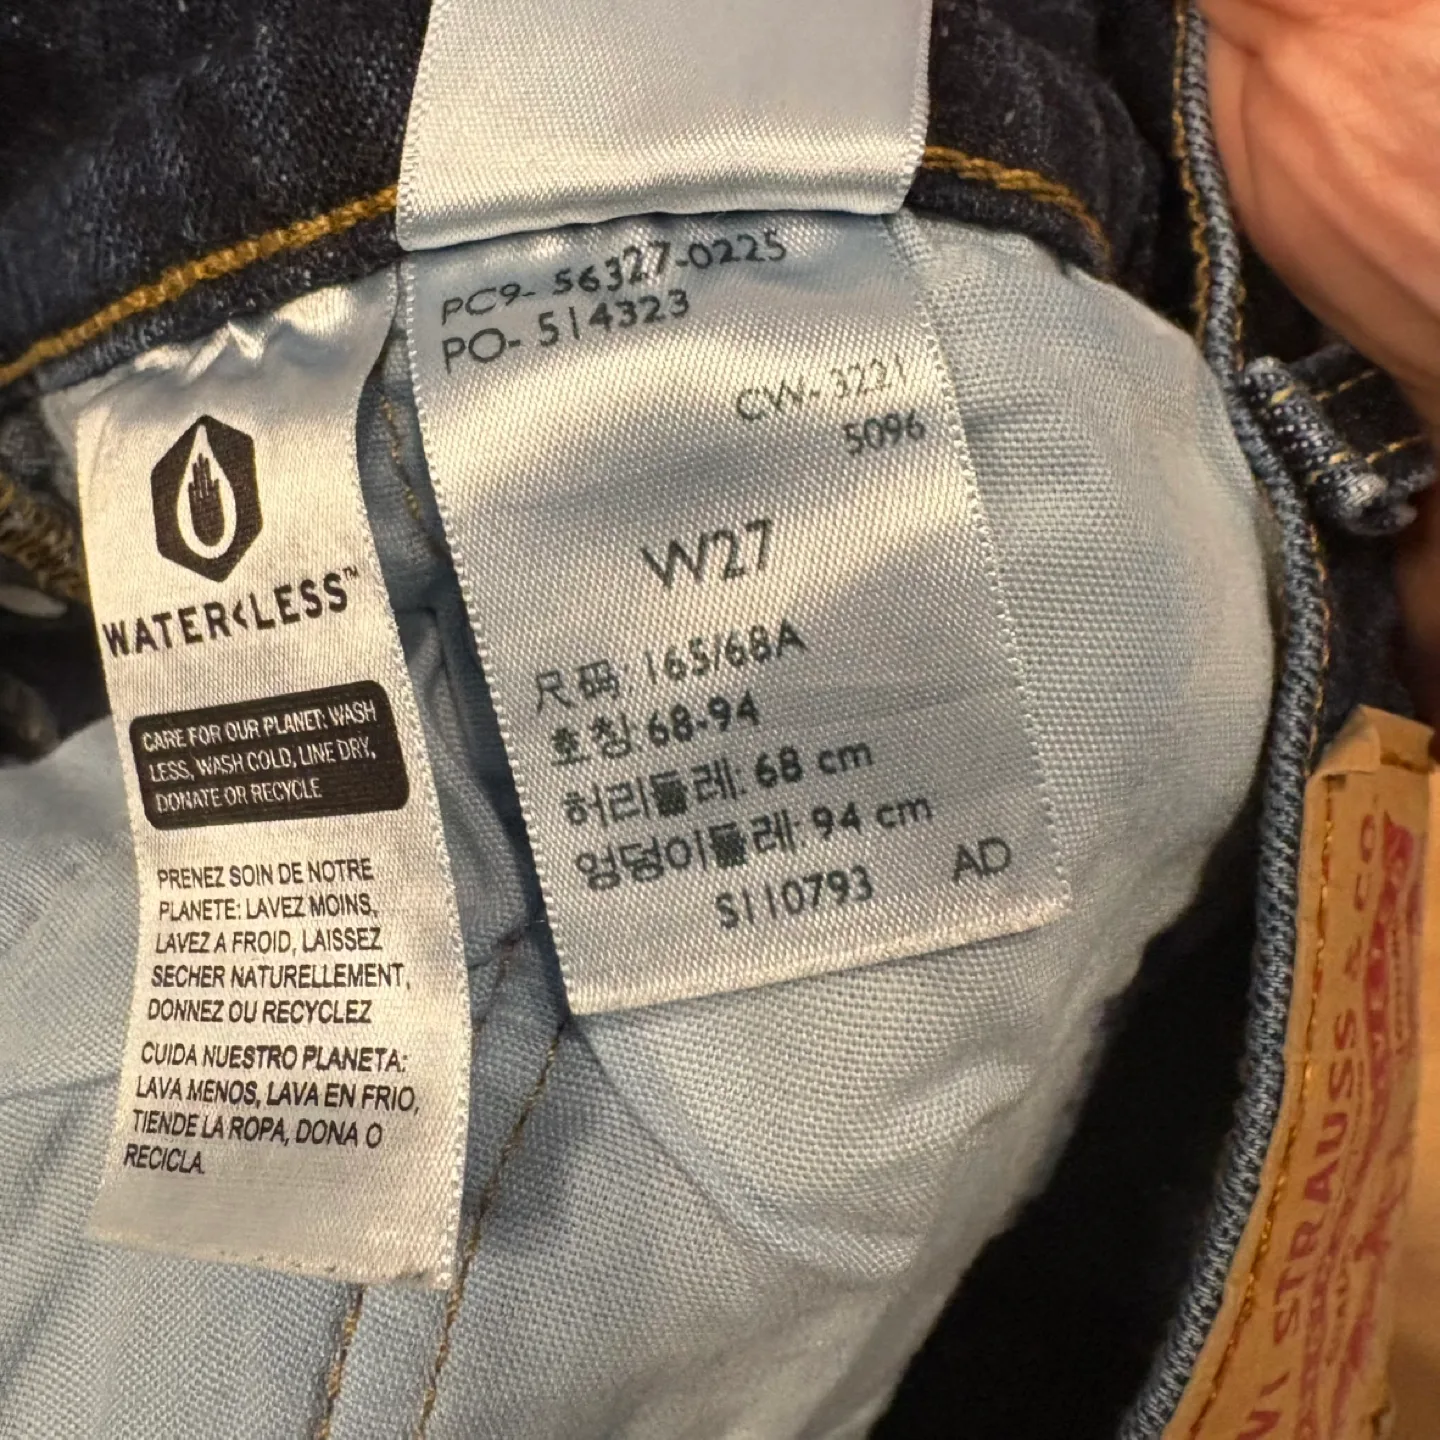 WATER<LESS™
CARE FOR OUR PLANET: WASH
LESS, WASH COLD, LINE DRY,
DONATE OR RECYCLE
PRENEZ SOIN DE NOTRE
PLANETE: LAVEZ MOINS,
LAVEZ A FROID, LAISSEZ
SECHER NATURELLEMENT,
DONNEZ OU RECYCLEZ
CUIDA NUESTRO PLANETA:
LAVA MENOS, LAVA EN FRIO,
TIENDE LA ROPA, DONA O
RECICLA.
PC9- 56327-0225
PO- 514323
CW- 3221
5096
W27
尺码: 165/68A
호칭: 68-94
허리둘레: 68 cm
엉덩이둘레: 94 cm
S110793 AD
STRAUSS & CO